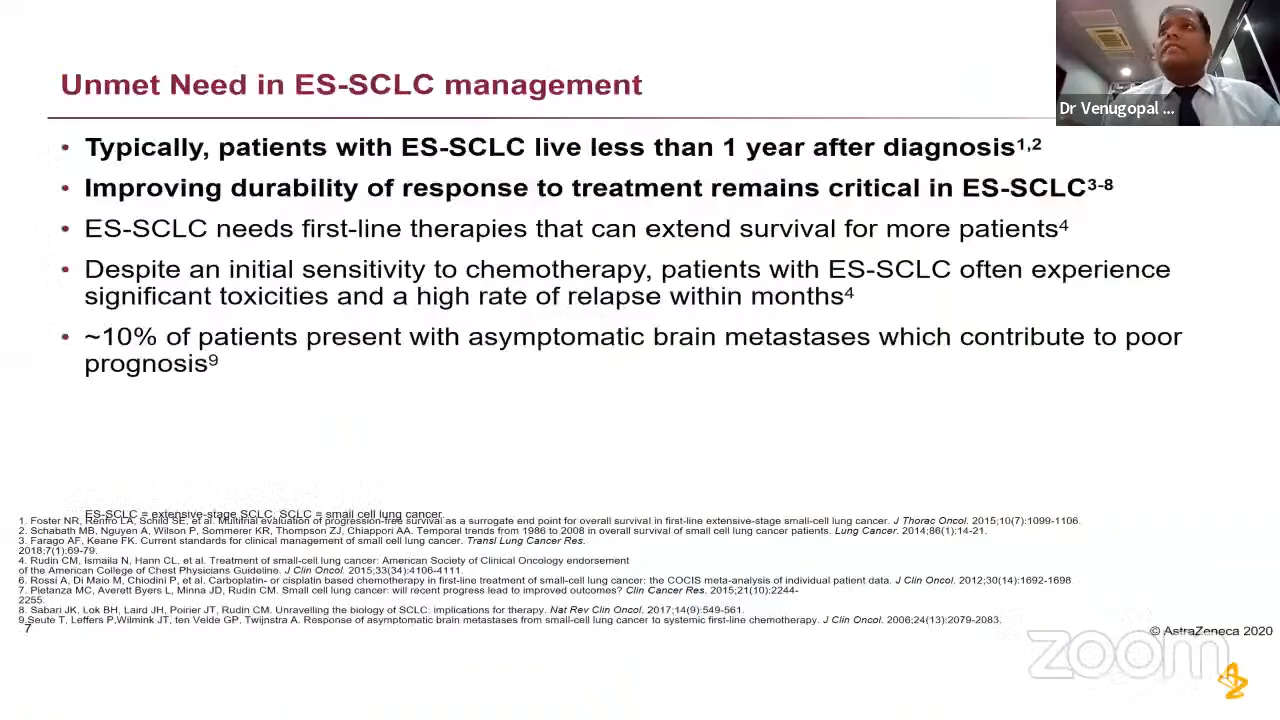 Unmet Need in ES-SCLC management
Dr Venugopal ...
• Typically, patients with ES-SCLC live less than 1 year after diagnosis1,2
• Improving durability of response to treatment remains critical in ES-SCLC3-8
• ES-SCLC needs first-line therapies that can extend survival for more patients4
• Despite an initial sensitivity to chemotherapy, patients with ES-SCLC often experience
significant toxicities and a high rate of relapse within months4
• ~10% of patients present with asymptomatic brain metastases which contribute to poor
prognosis9
ES-SCLC = extensive-stage SCLC; SCLC = small cell lung cancer.
1. Foster NR, Renfro LA, Schild SE, et al. Multitrial evaluation of progression-free survival as a surrogate end point for overall survival in first-line extensive-stage small-cell lung cancer. J Thorac Oncol. 2015;10(7):1099-1106.
2. Schabath MB, Nguyen A, Wilson P, Sommerer KR, Thompson ZJ, Chiappori AA. Temporal trends from 1986 to 2008 in overall survival of small cell lung cancer patients. Lung Cancer. 2014;86(1):14-21.
3. Farago AF, Keane FK. Current standards for clinical management of small cell lung cancer. Transl Lung Cancer Res.
2018;7(1):69-79.
4. Rudin CM, Ismaila N, Hann CL, et al. Treatment of small-cell lung cancer: American Society of Clinical Oncology endorsement
of the American College of Chest Physicians Guideline. J Clin Oncol. 2015;33(34):4106-4111.
6. Rossi A, Di Maio M, Chiodini P, et al. Carboplatin- or cisplatin based chemotherapy in first-line treatment of small-cell lung cancer: the COCIS meta-analysis of individual patient data. J Clin Oncol. 2012;30(14):1692-1698.
7. Pietanza MC, Averett Byers L, Minna JD, Rudin CM. Small cell lung cancer: will recent progress lead to improved outcomes? Clin Cancer Res. 2015;21(10):2244-
2255.
8. Sabari JK, Lok BH, Laird JH, Poirier JT, Rudin CM. Unravelling the biology of SCLC: implications for therapy. Nat Rev Clin Oncol. 2017;14(9):549-561.
9.Seute T, Leffers P,Wilmink JT, ten Velde GP, Twijnstra A. Response of asymptomatic brain metastases from small-cell lung cancer to systemic first-line chemotherapy. J Clin Oncol. 2006;24(13):2079-2083.
7
© AstraZeneca 2020
zoom